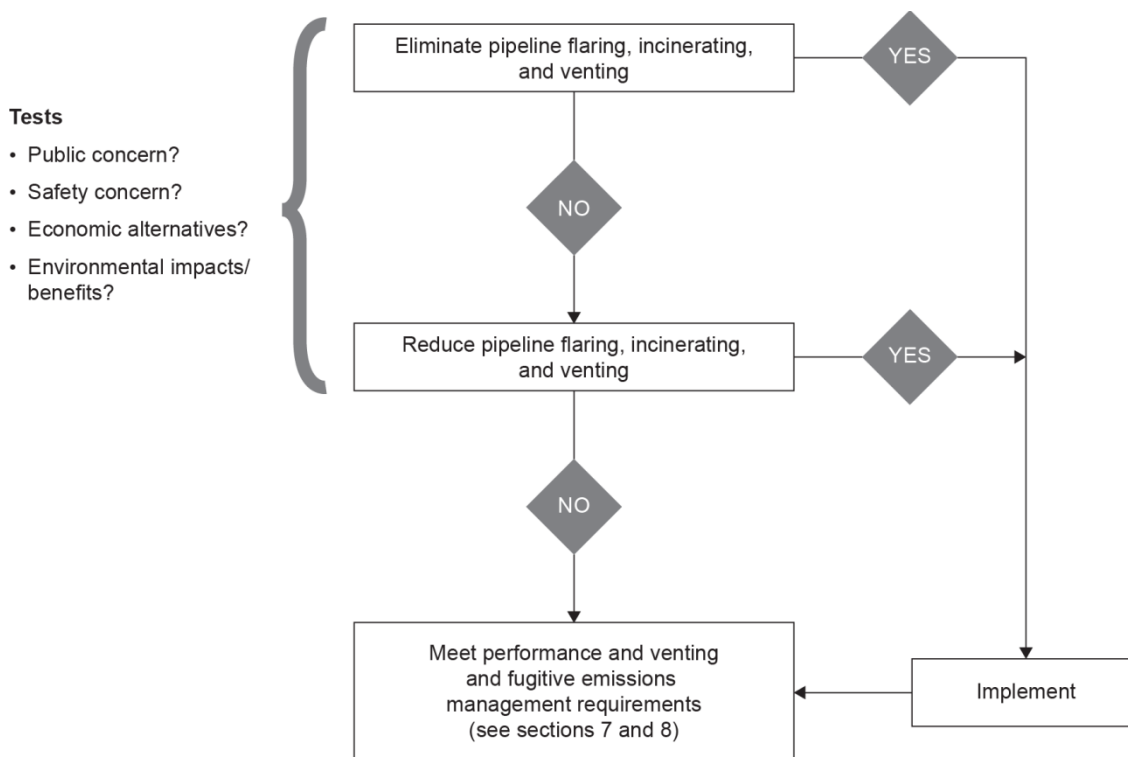 Eliminate pipeline flaring, incinerating,
and venting
YES
Tests
• Public concern?
• Safety concern?
• Economic alternatives?
• Environmental impacts/
benefits?
NO
Reduce pipeline flaring, incinerating,
and venting
YES
NO
Meet performance and venting
and fugitive emissions
management requirements
(see sections 7 and 8)
Implement